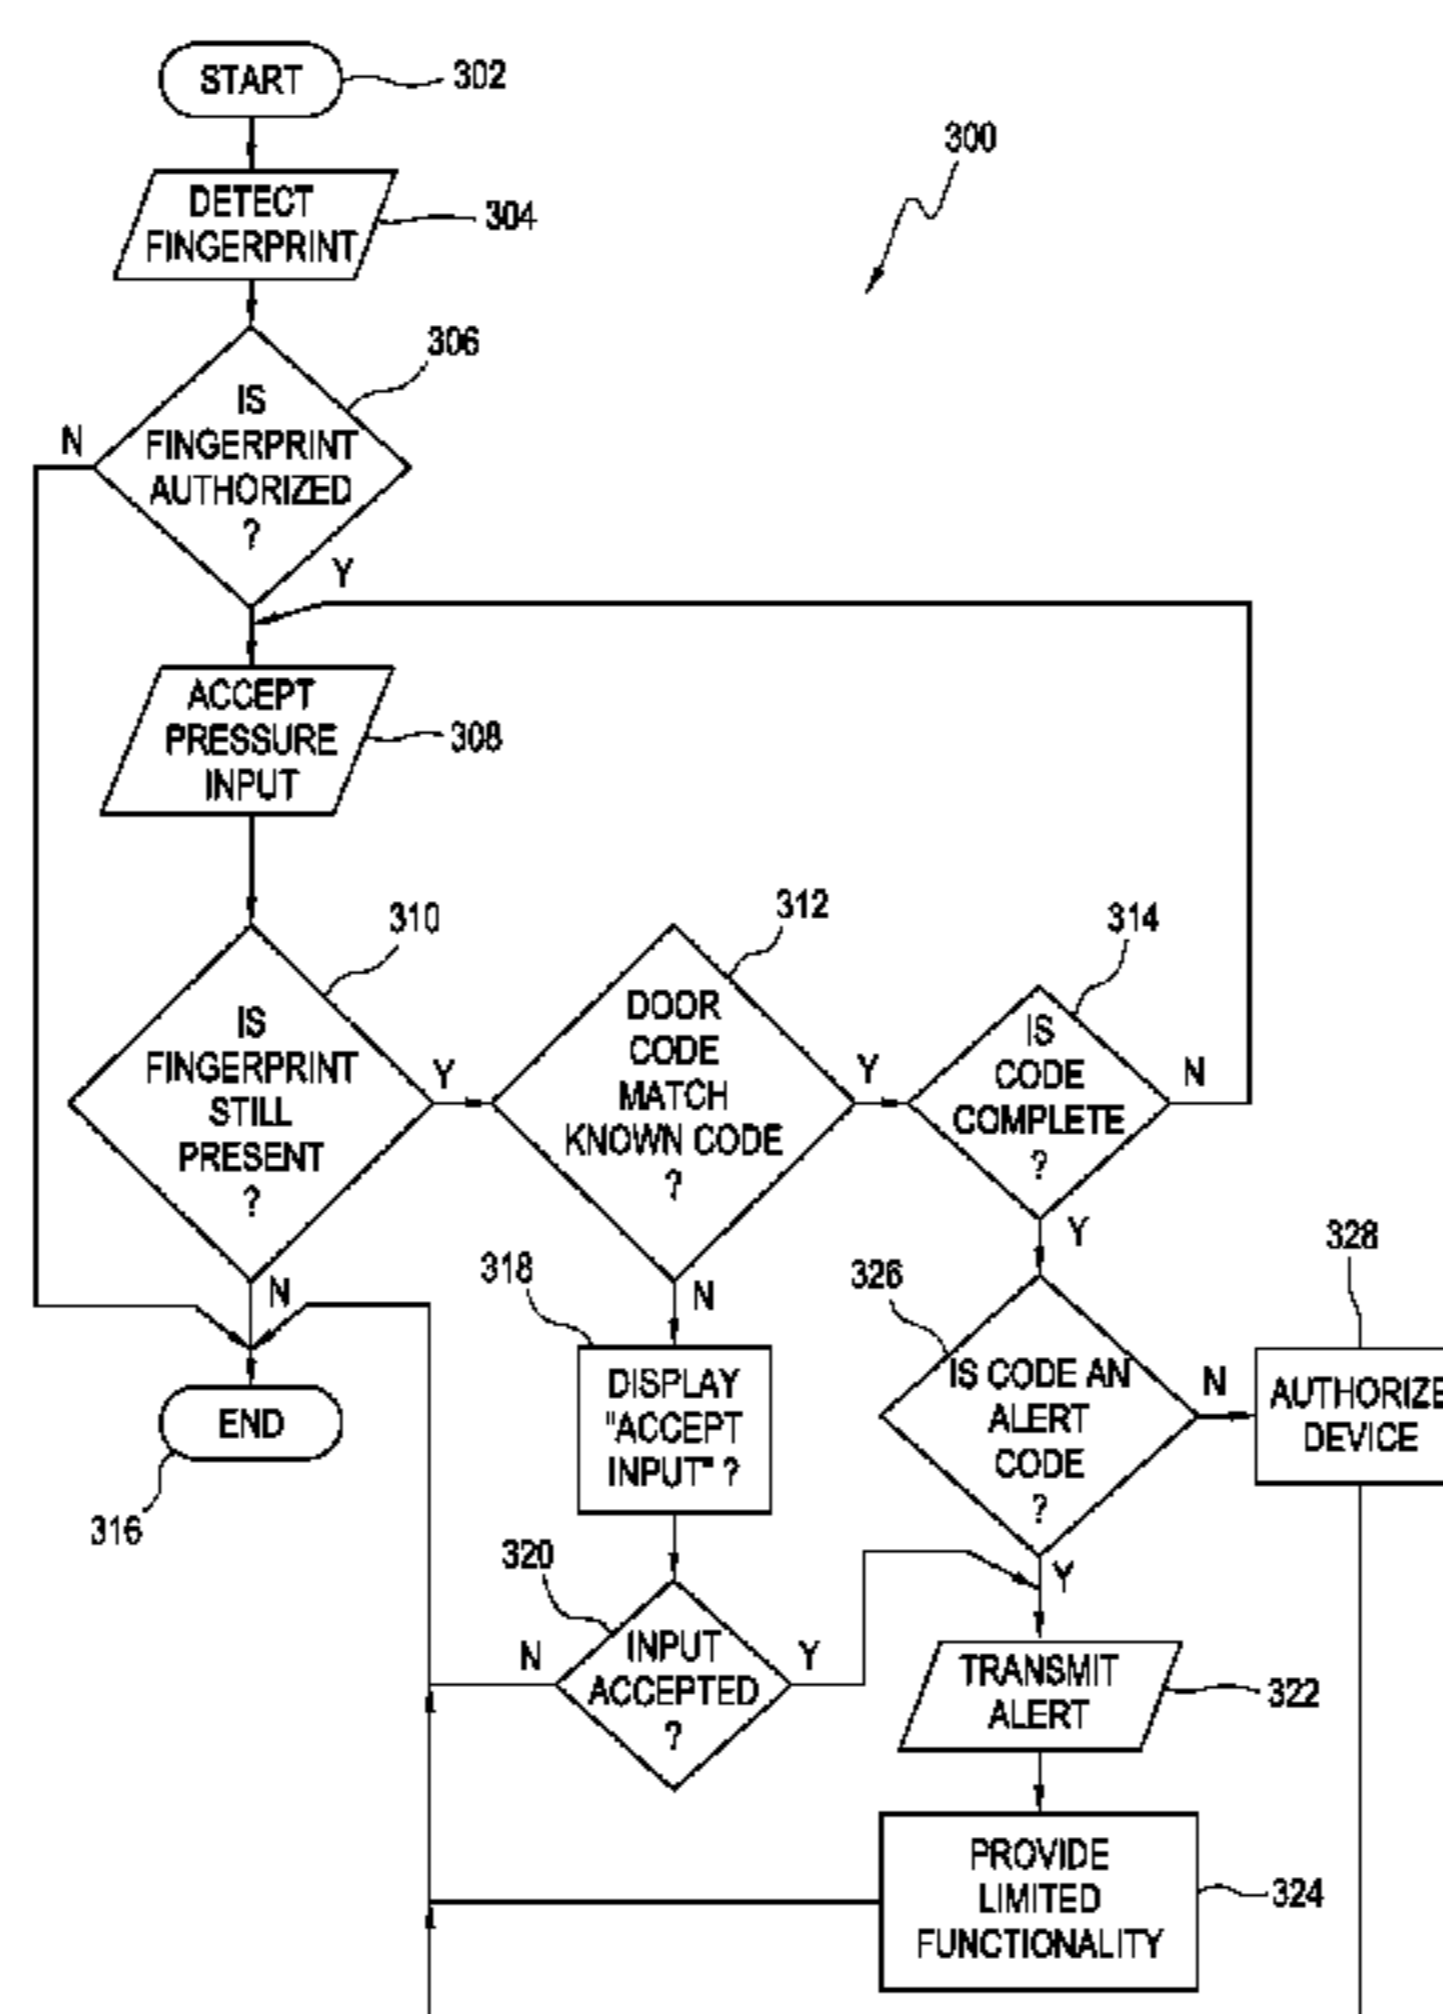 START
302
300
DETECT
FINGERPRINT
304
306
IS
FINGERPRINT
AUTHORIZED
?
N
Y
ACCEPT
PRESSURE
INPUT
308
310
IS
FINGERPRINT
STILL
PRESENT
?
Y
N
312
DOOR
CODE
MATCH
KNOWN CODE
?
Y
N
314
IS
CODE
COMPLETE
?
N
Y
END
316
318
DISPLAY
"ACCEPT
INPUT" ?
320
INPUT
ACCEPTED
?
N
Y
326
IS CODE AN
ALERT
CODE
?
N
Y
328
AUTHORIZE
DEVICE
TRANSMIT
ALERT
322
PROVIDE
LIMITED
FUNCTIONALITY
324